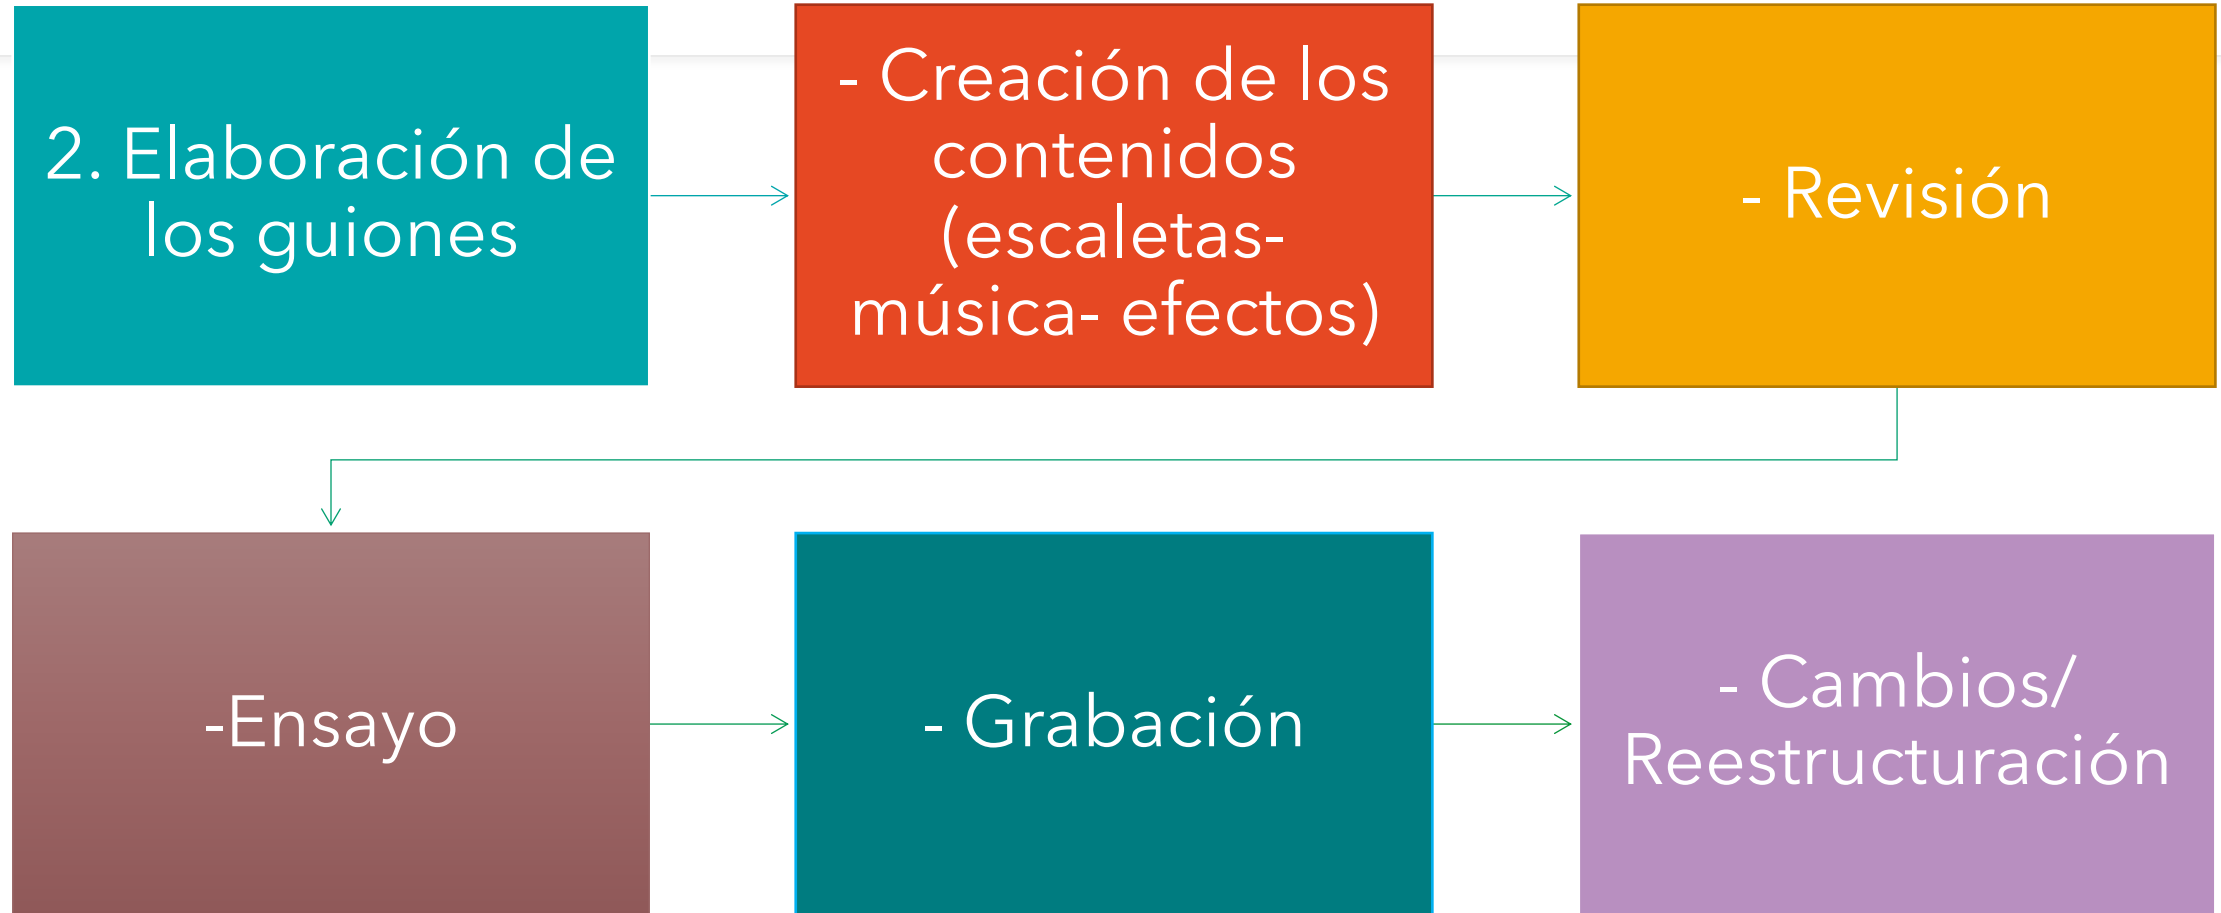 2. Elaboración de
los guiones
- Creación de los
contenidos
(escaletas-
música- efectos)
- Revisión
-Ensayo
- Grabación
- Cambios/
Reestructuración